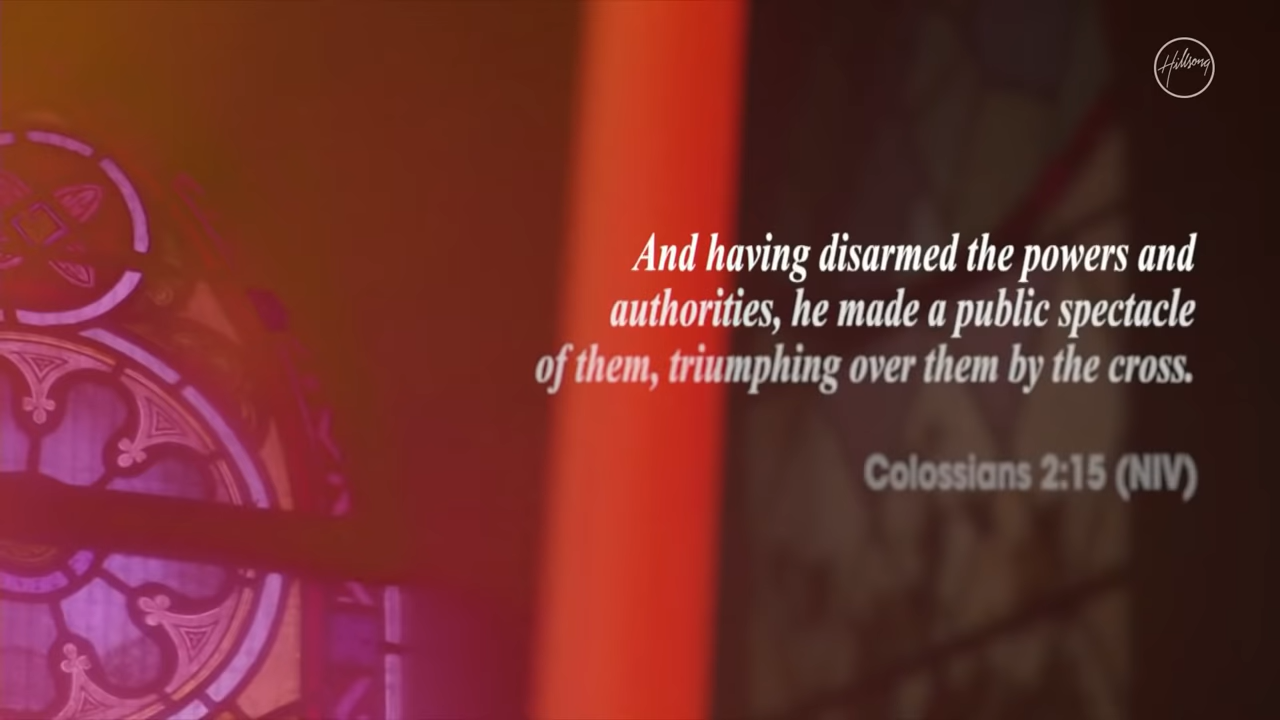 Hillsong
And having disarmed the powers and
authorities, he made a public spectacle
of them, triumphing over them by the cross.
Colossians 2:15 (NIV)